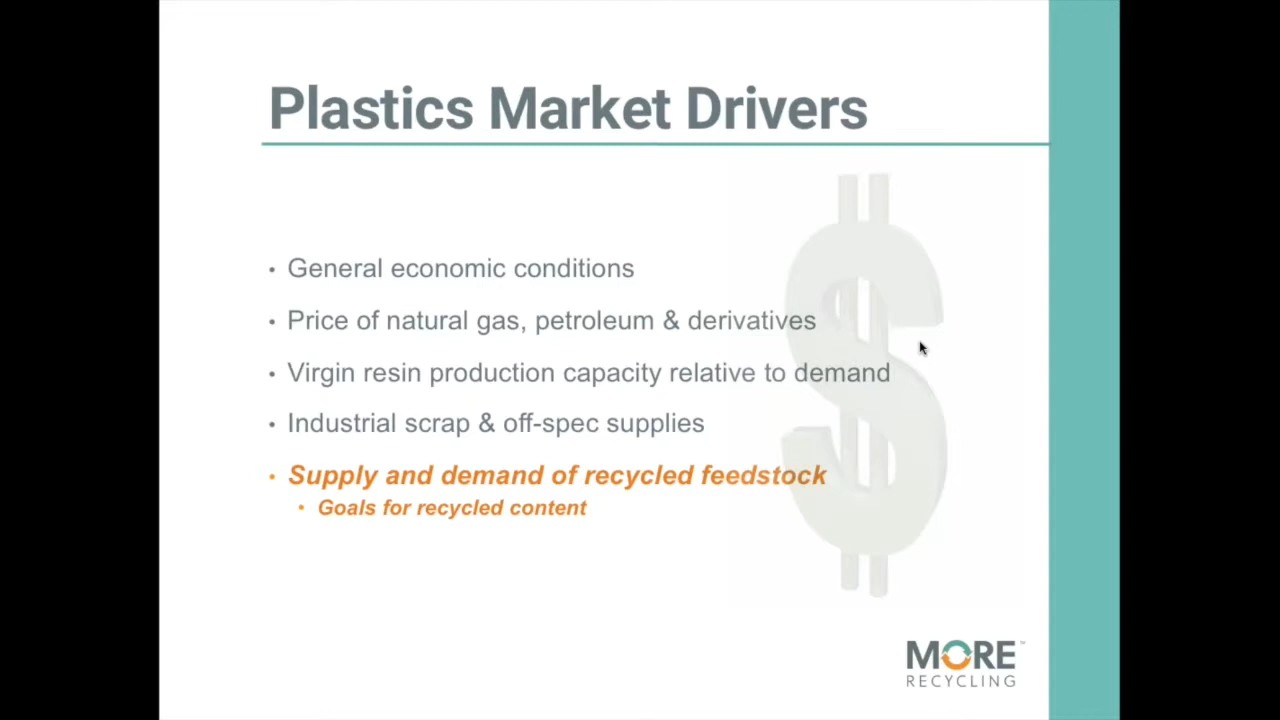 Plastics Market Drivers
• General economic conditions
• Price of natural gas, petroleum & derivatives
• Virgin resin production capacity relative to demand
• Industrial scrap & off-spec supplies
• Supply and demand of recycled feedstock
• Goals for recycled content
$
MORE™
RECYCLING